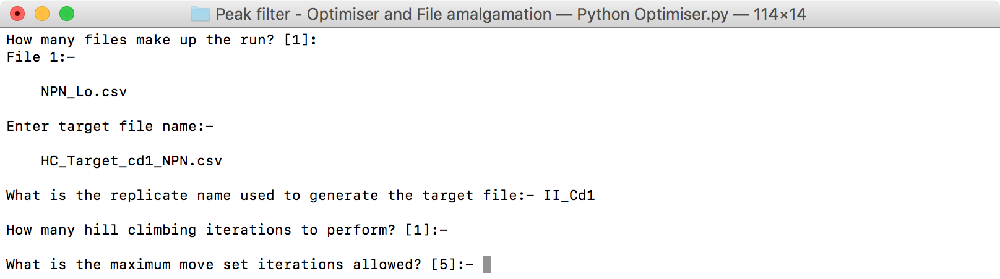 Peak filter - Optimiser and File amalgamation — Python Optimiser.py — 114×14
How many files make up the run? [1]:
File 1:-
NPN_Lo.csv
Enter target file name:-
HC_Target_cd1_NPN.csv
What is the replicate name used to generate the target file:- II_Cd1
How many hill climbing iterations to perform? [1]:-
What is the maximum move set iterations allowed? [5]:-